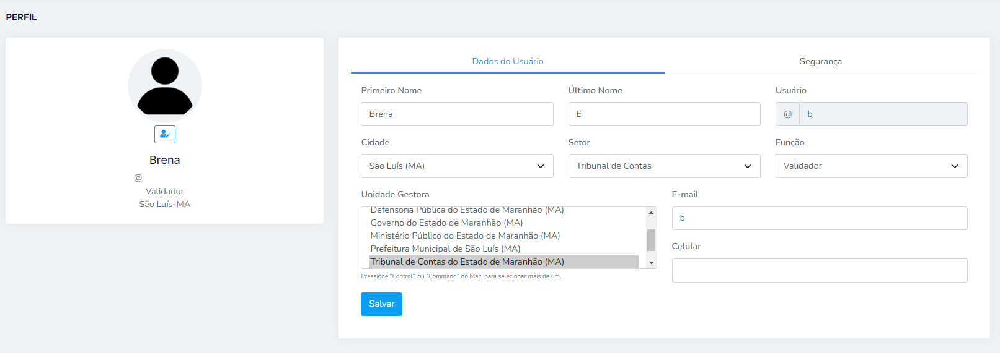 PERFIL
Brena
@
Validador
São Luís-MA
Dados do Usuário
Segurança
Primeiro Nome
Último Nome
Usuário
Brena
E
@ b
Cidade
Setor
Função
São Luís (MA)
Tribunal de Contas
Validador
Unidade Gestora
E-mail
Defensoria Pública do Estado de Maranhão (MA)
Governo do Estado de Maranhão (MA)
Ministério Público do Estado de Maranhão (MA)
Prefeitura Municipal de São Luís (MA)
Tribunal de Contas do Estado de Maranhão (MA)
b
Celular
Pressione “Control”, ou “Command” no Mac, para selecionar mais de um.
Salvar